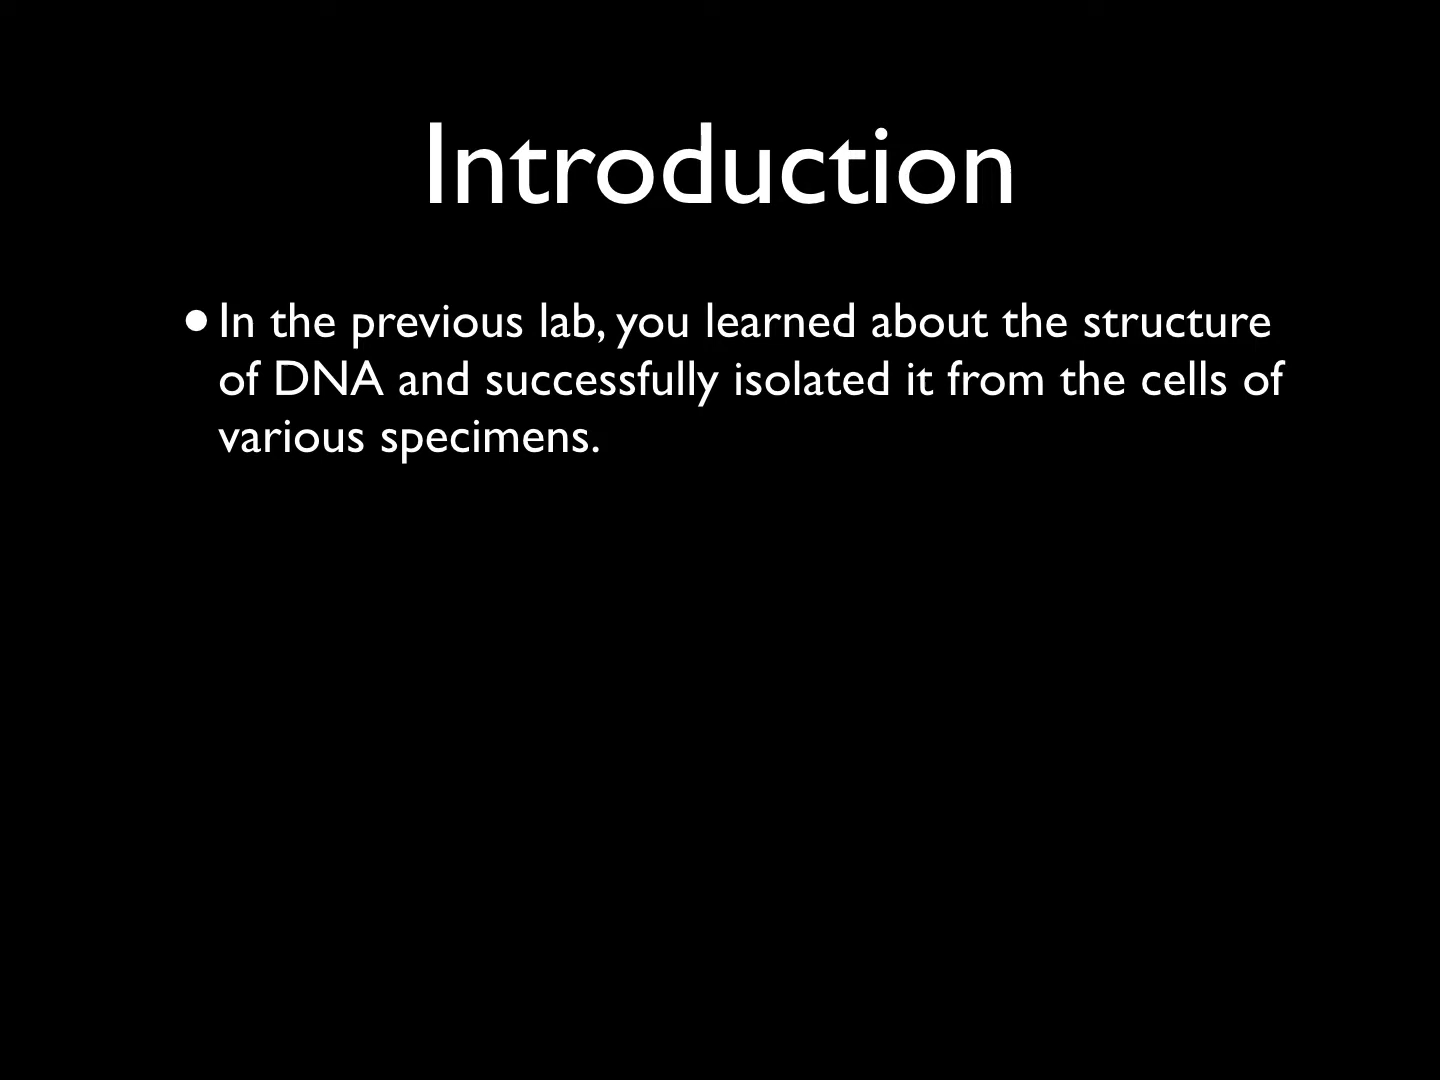 Introduction
• In the previous lab, you learned about the structure
of DNA and successfully isolated it from the cells of
various specimens.